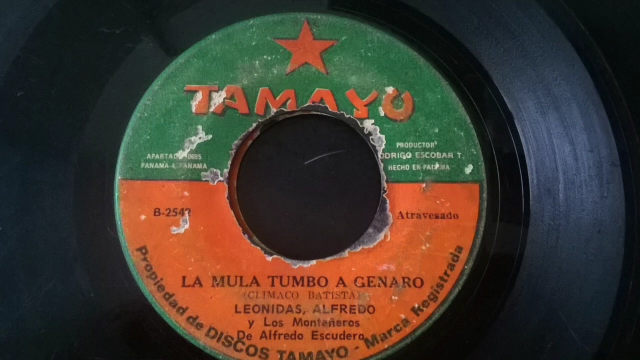 TAMAYO
PANAMA 4, PANAMA
PRODUCTOR
RODRIGO ESCOBAR T.
HECHO EN PANAMA
Atravesado
LA MULA TUMBO A GENARO
(CLIMACO BATISTA)
LEONIDAS, ALFREDO
y Los Montañeros
De Alfredo Escudero
Propiedad de DISCOS TAMAYO - Marca Registrada